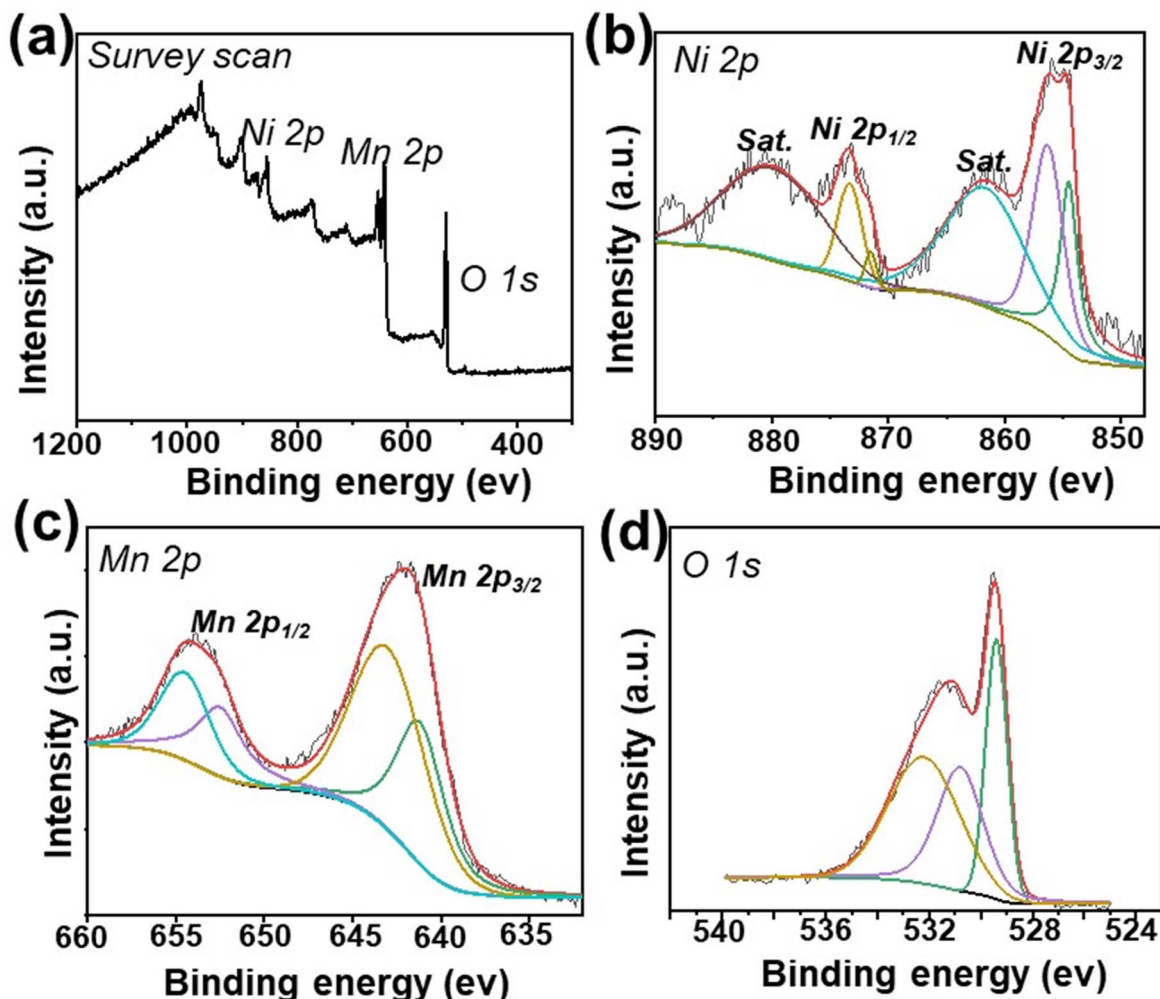 (a)
Survey scan
Ni 2p
Mn 2p
O 1s
Intensity (a.u.)
1200 1000 800 600 400
Binding energy (ev)
(b)
Ni 2p
Ni 2p3/2
Sat.
Ni 2p1/2
Sat.
Intensity (a.u.)
890 880 870 860 850
Binding energy (ev)
(c)
Mn 2p
Mn 2p3/2
Mn 2p1/2
Intensity (a.u.)
660 655 650 645 640 635
Binding energy (ev)
(d)
O 1s
Intensity (a.u.)
540 536 532 528 524
Binding energy (ev)